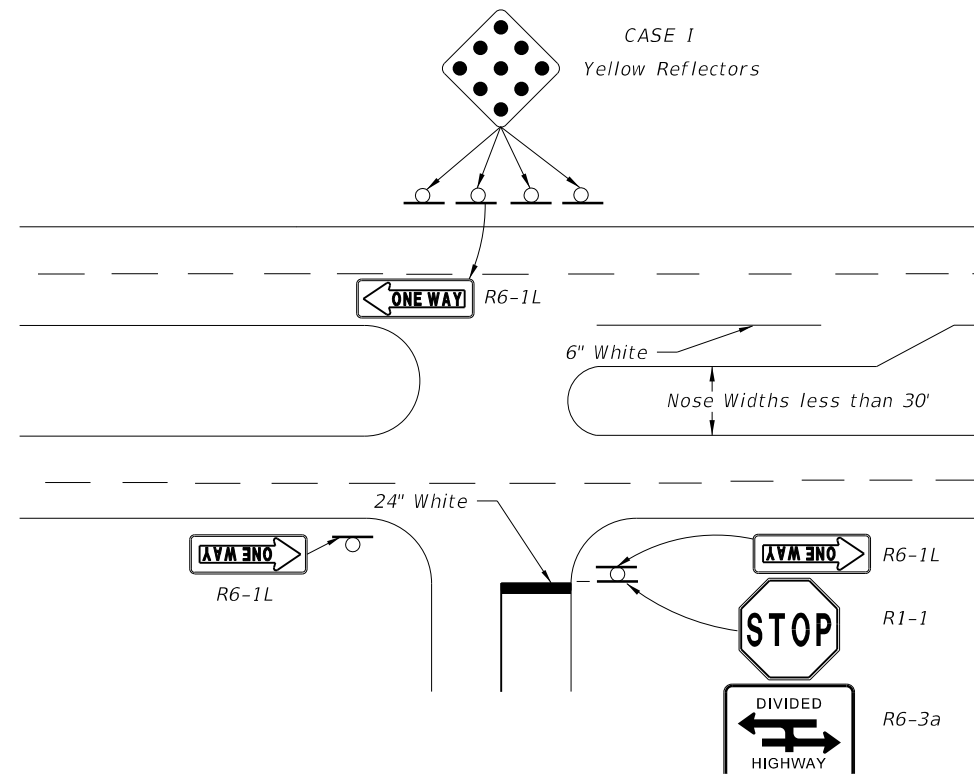 CASE I
Yellow Reflectors
ONE WAY
R6-1L
6" White
Nose Widths less than 30'
24" White
ONE WAY
R6-1L
ONE WAY
R6-1L
STOP
R1-1
DIVIDED
HIGHWAY
R6-3a